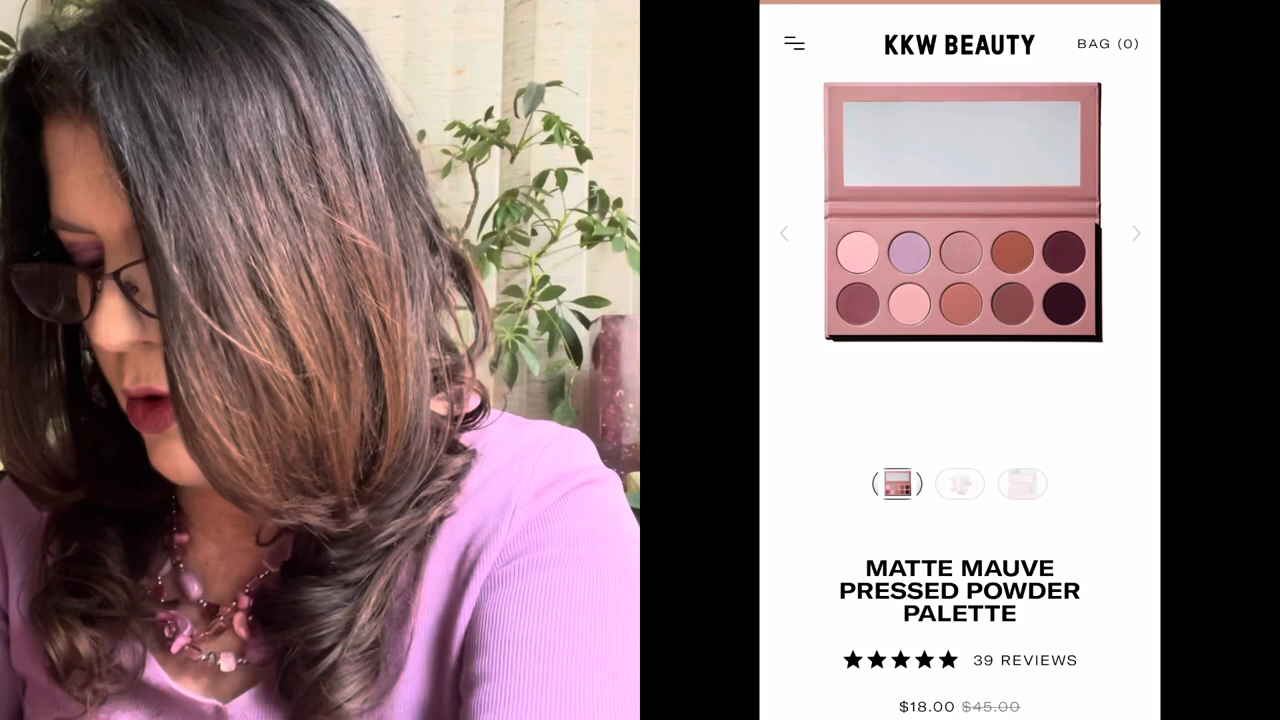 KKW BEAUTY
BAG (0)
MATTE MAUVE
PRESSED POWDER
PALETTE
39 REVIEWS
$18.00 $45.00